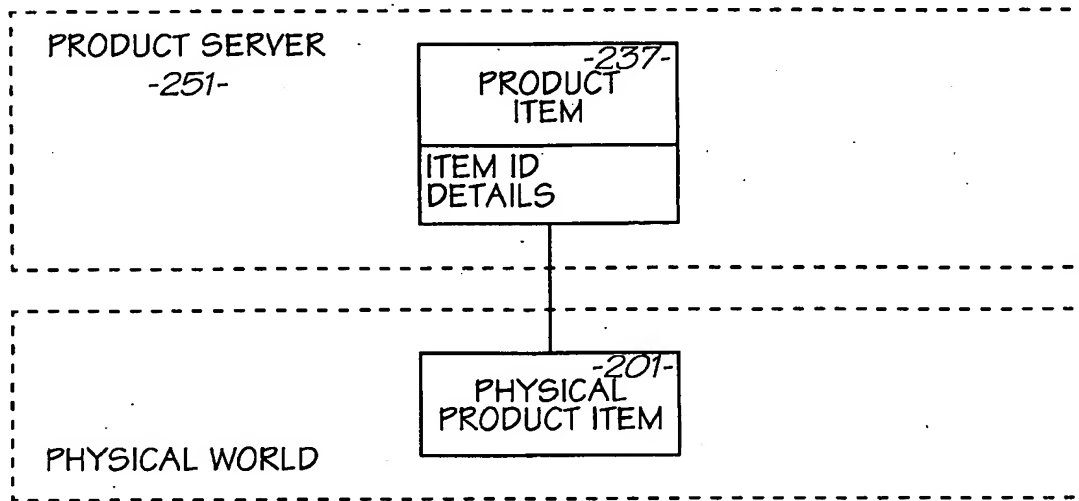 PRODUCT SERVER
-251-
-237-
PRODUCT
ITEM
ITEM ID
DETAILS
-201-
PHYSICAL
PRODUCT ITEM
PHYSICAL WORLD